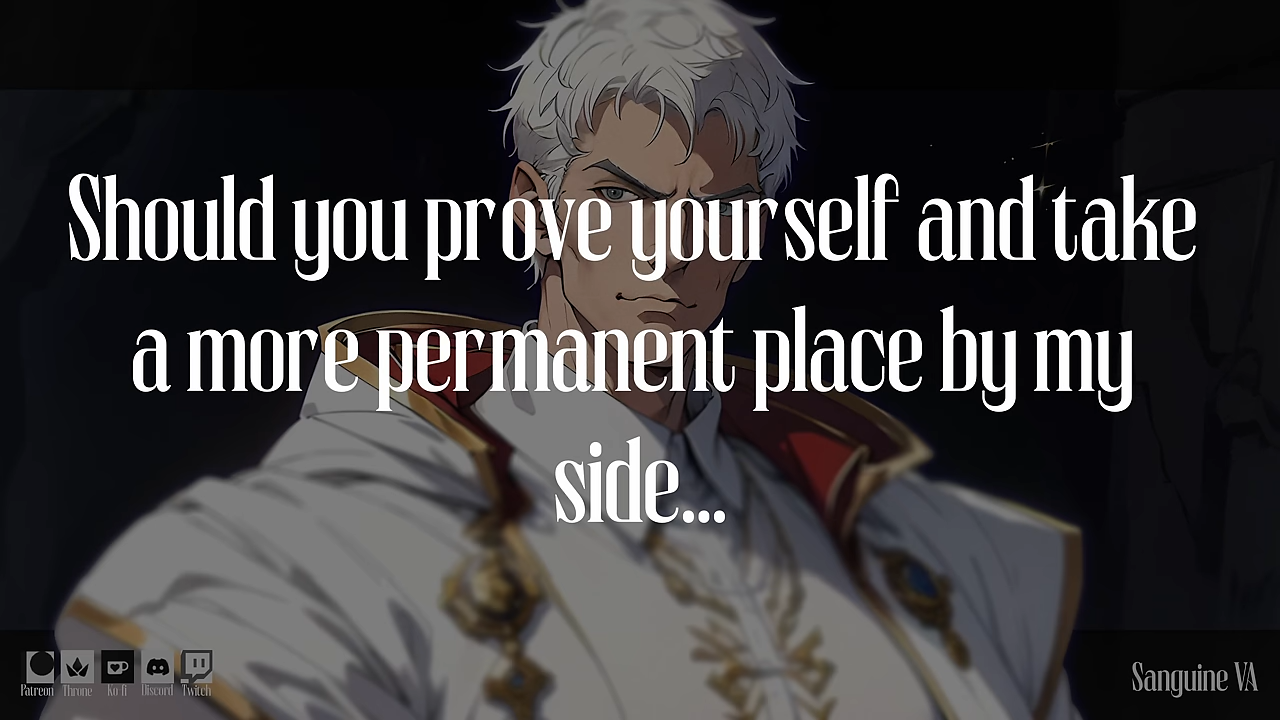 Should you prove yourself and take
a more permanent place by my
side...
Patreon Throne Ko fi Discord Twitch
Sanguine VA